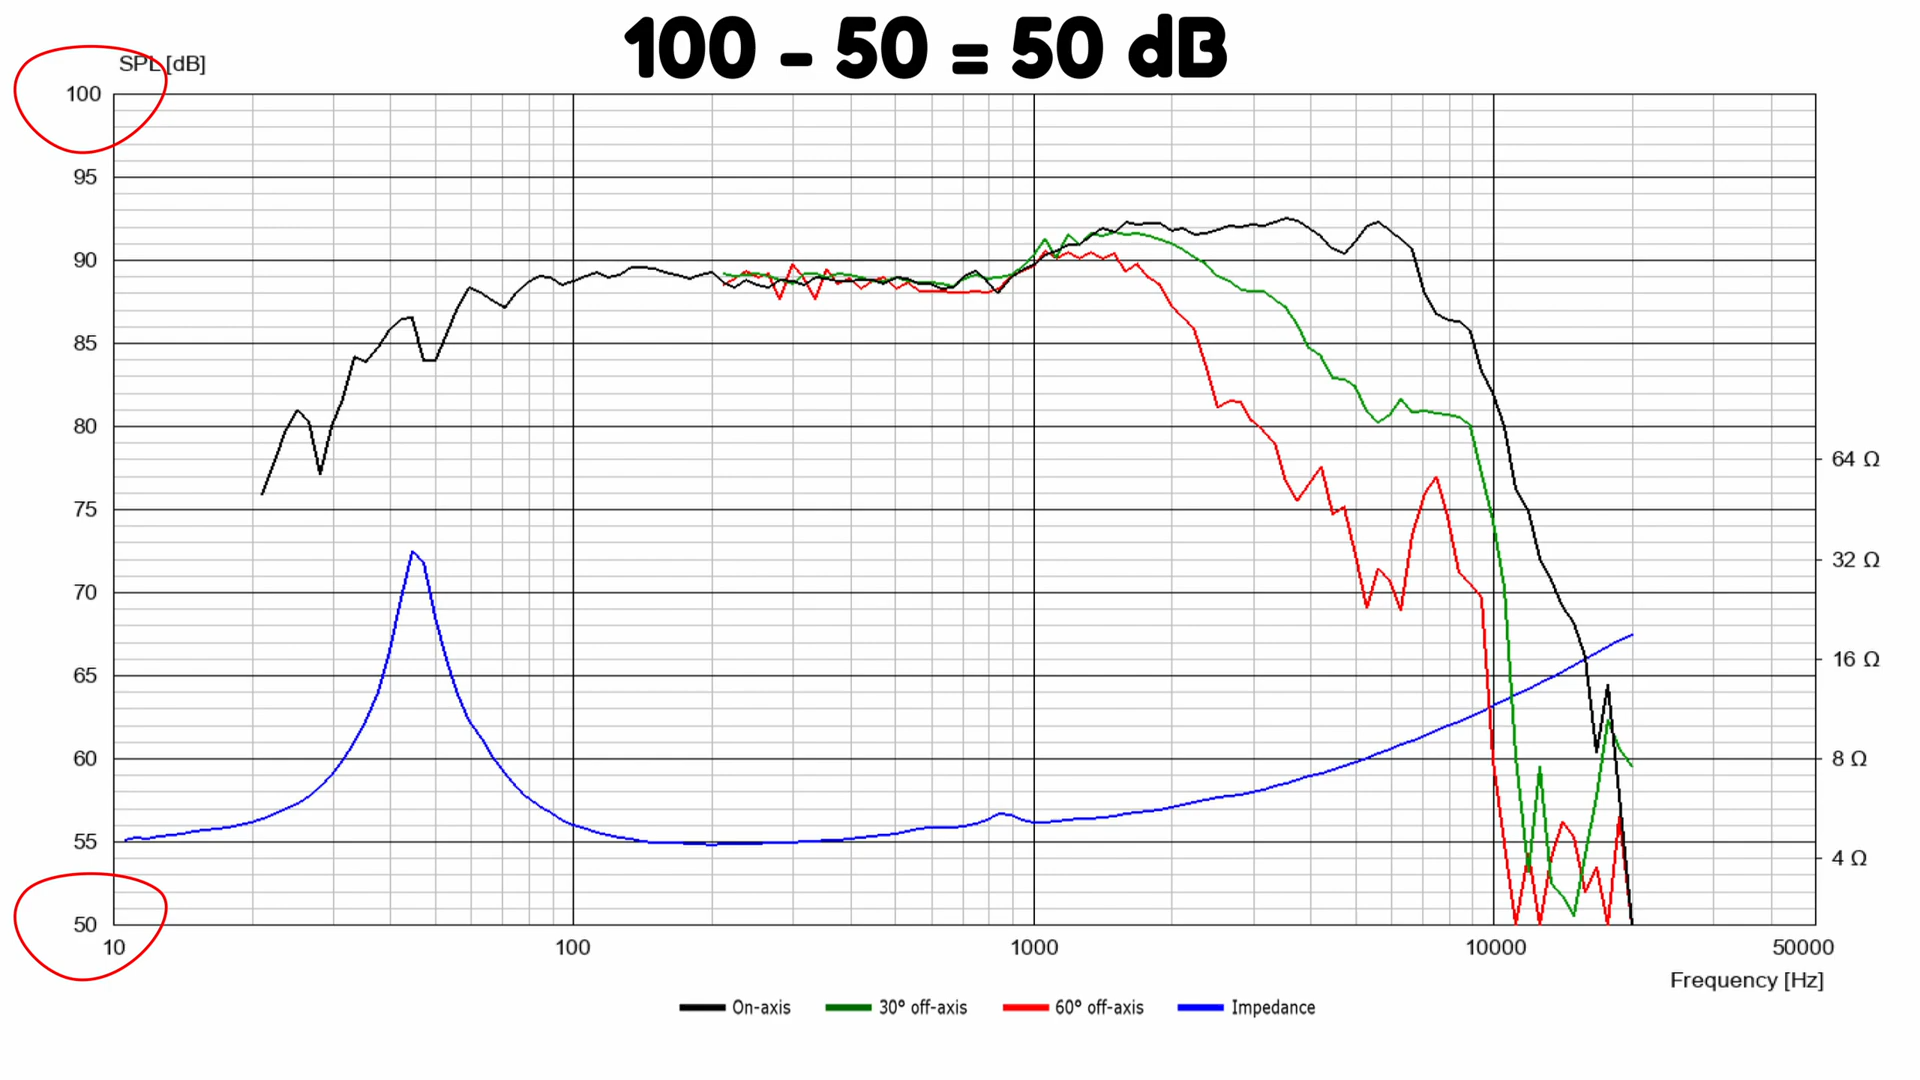 100 - 50 = 50 dB
SPL [dB]
100
95
90
85
80
75
70
65
60
55
50
64 Ω
32 Ω
16 Ω
8 Ω
4 Ω
10
100
1000
10000
50000
Frequency [Hz]
On-axis
30° off-axis
60° off-axis
Impedance